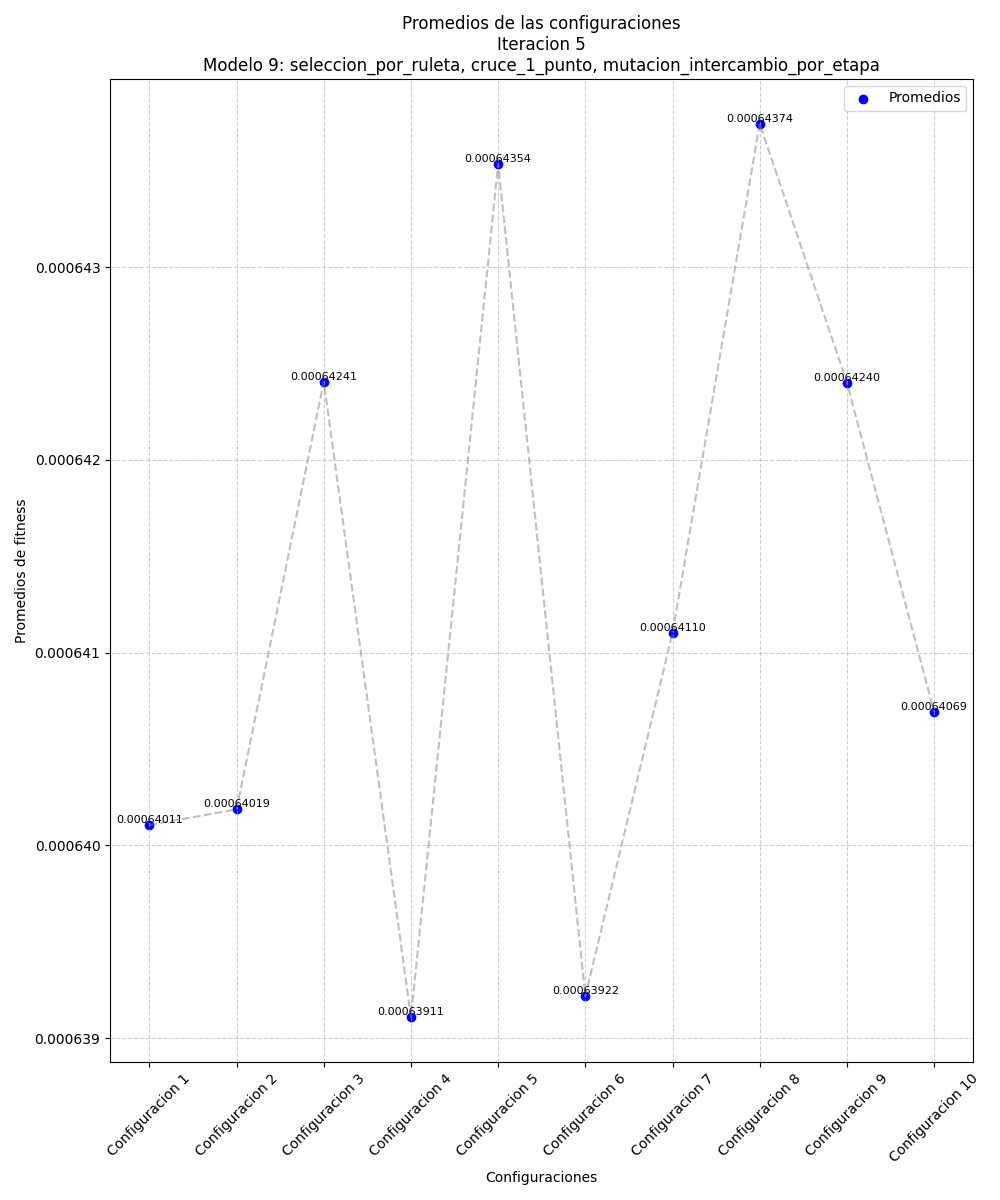 Promedios de las configuraciones
Iteracion 5
Modelo 9: seleccion_por_ruleta, cruce_1_punto, mutacion_intercambio_por_etapa
Promedios
0.00064374
0.00064354
0.000643
0.00064241
0.00064240
0.000642
0.00064110
0.000641
0.00064069
0.00064019
0.00064011
0.000640
0.00063922
0.00063911
0.000639
Promedios de fitness
Configuracion 1
Configuracion 2
Configuracion 3
Configuracion 4
Configuracion 5
Configuracion 6
Configuracion 7
Configuracion 8
Configuracion 9
Configuracion 10
Configuraciones